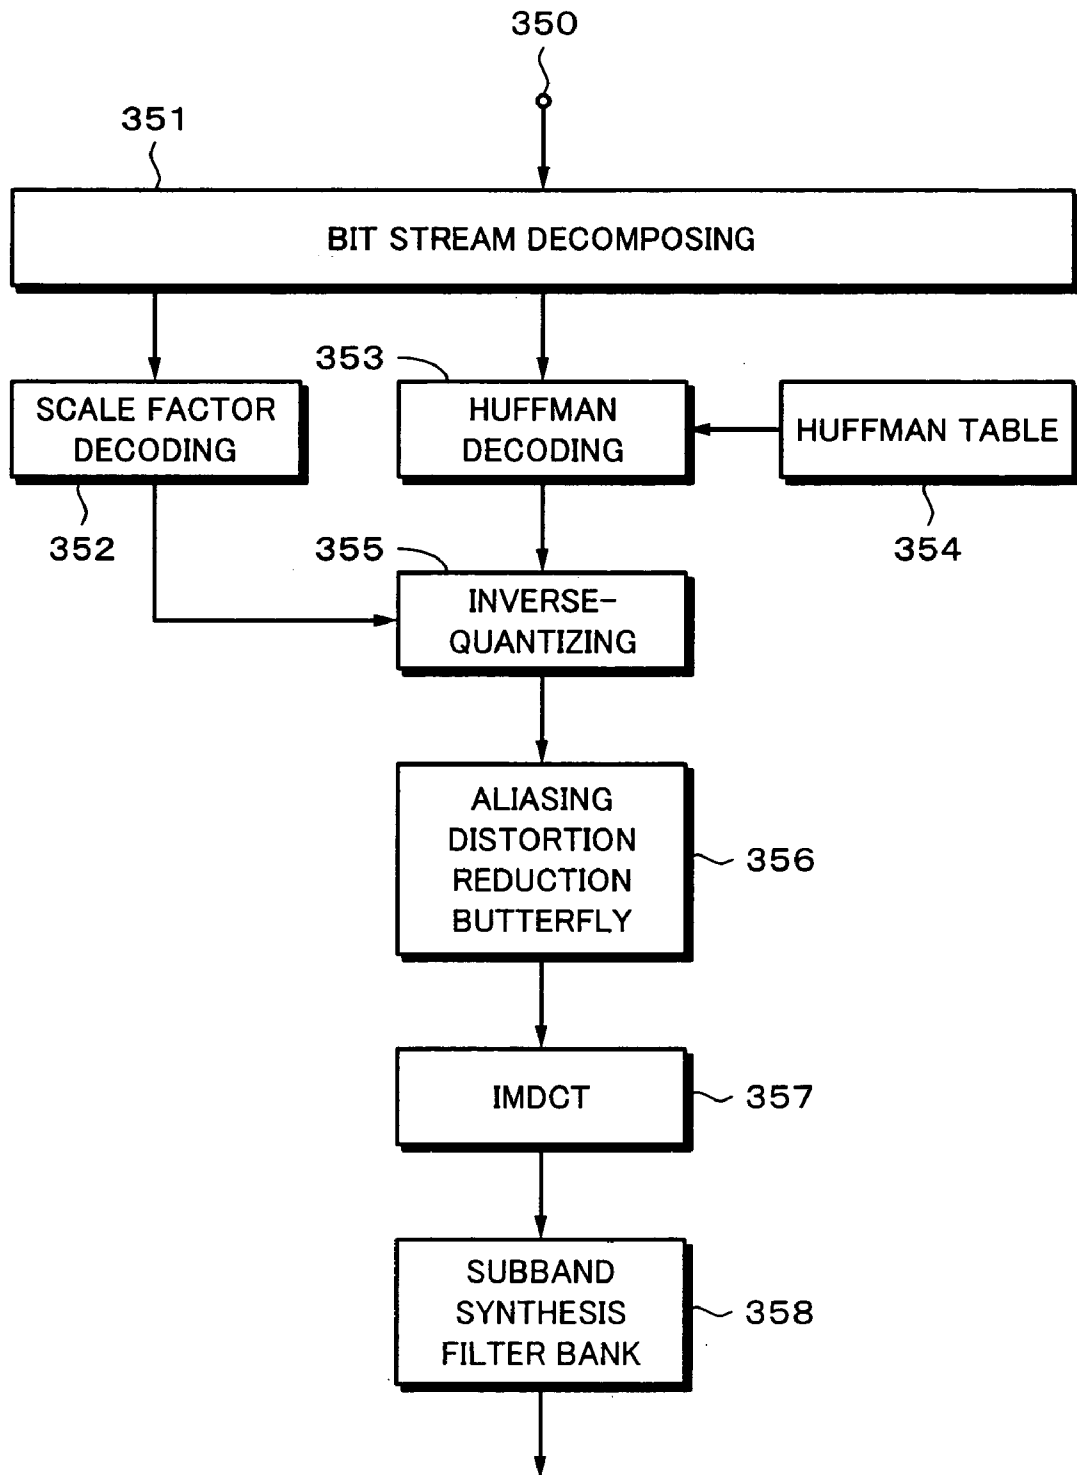 350
351
BIT STREAM DECOMPOSING
353
SCALE FACTOR
DECODING
HUFFMAN
DECODING
HUFFMAN TABLE
352
355
354
INVERSE-
QUANTIZING
ALIASING
DISTORTION
REDUCTION
BUTTERFLY
356
IMDCT
357
SUBBAND
SYNTHESIS
FILTER BANK
358